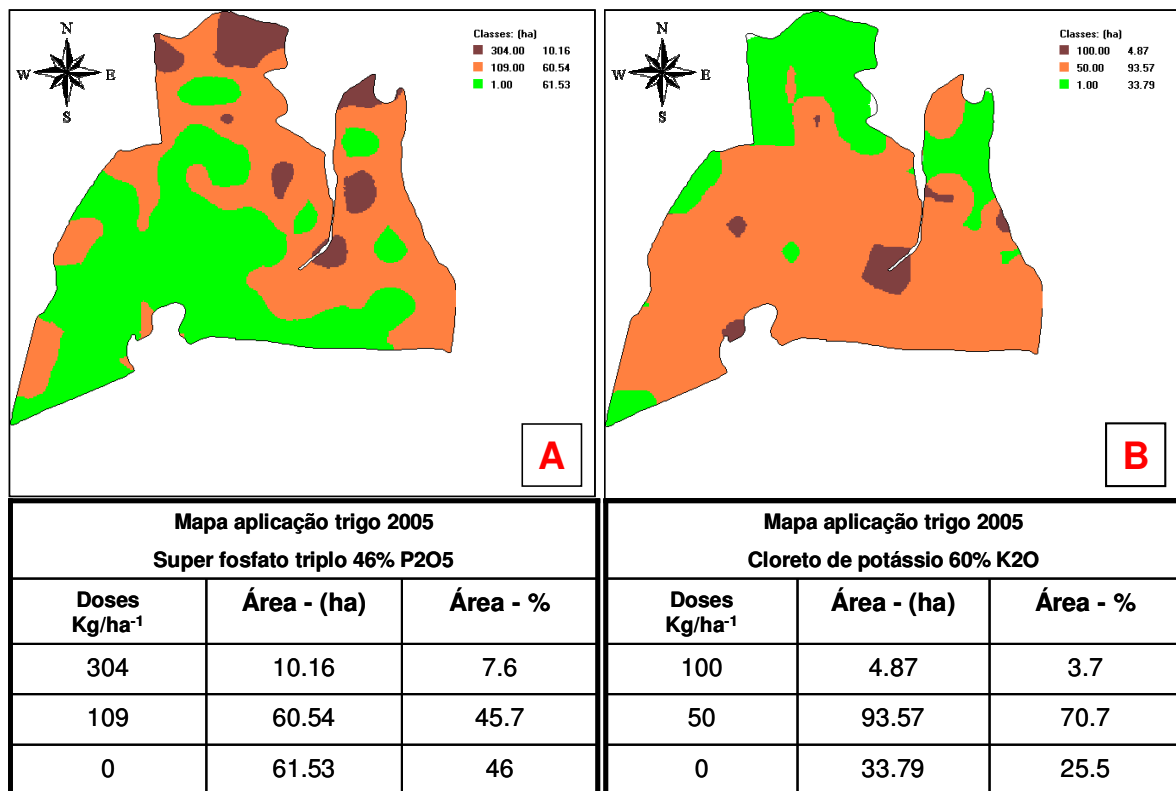 N
W E
S
Classes: (ha)
304.00 10.16
109.00 60.54
1.00 61.53
A
N
W E
S
Classes: (ha)
100.00 4.87
50.00 93.57
1.00 33.79
B
Mapa aplicação trigo 2005
Super fosfato triplo 46% P2O5
Doses Área - (ha) Área - %
Kg/ha-1
304 10.16 7.6
109 60.54 45.7
0 61.53 46
Mapa aplicação trigo 2005
Cloreto de potássio 60% K2O
Doses Área - (ha) Área - %
Kg/ha-1
100 4.87 3.7
50 93.57 70.7
0 33.79 25.5